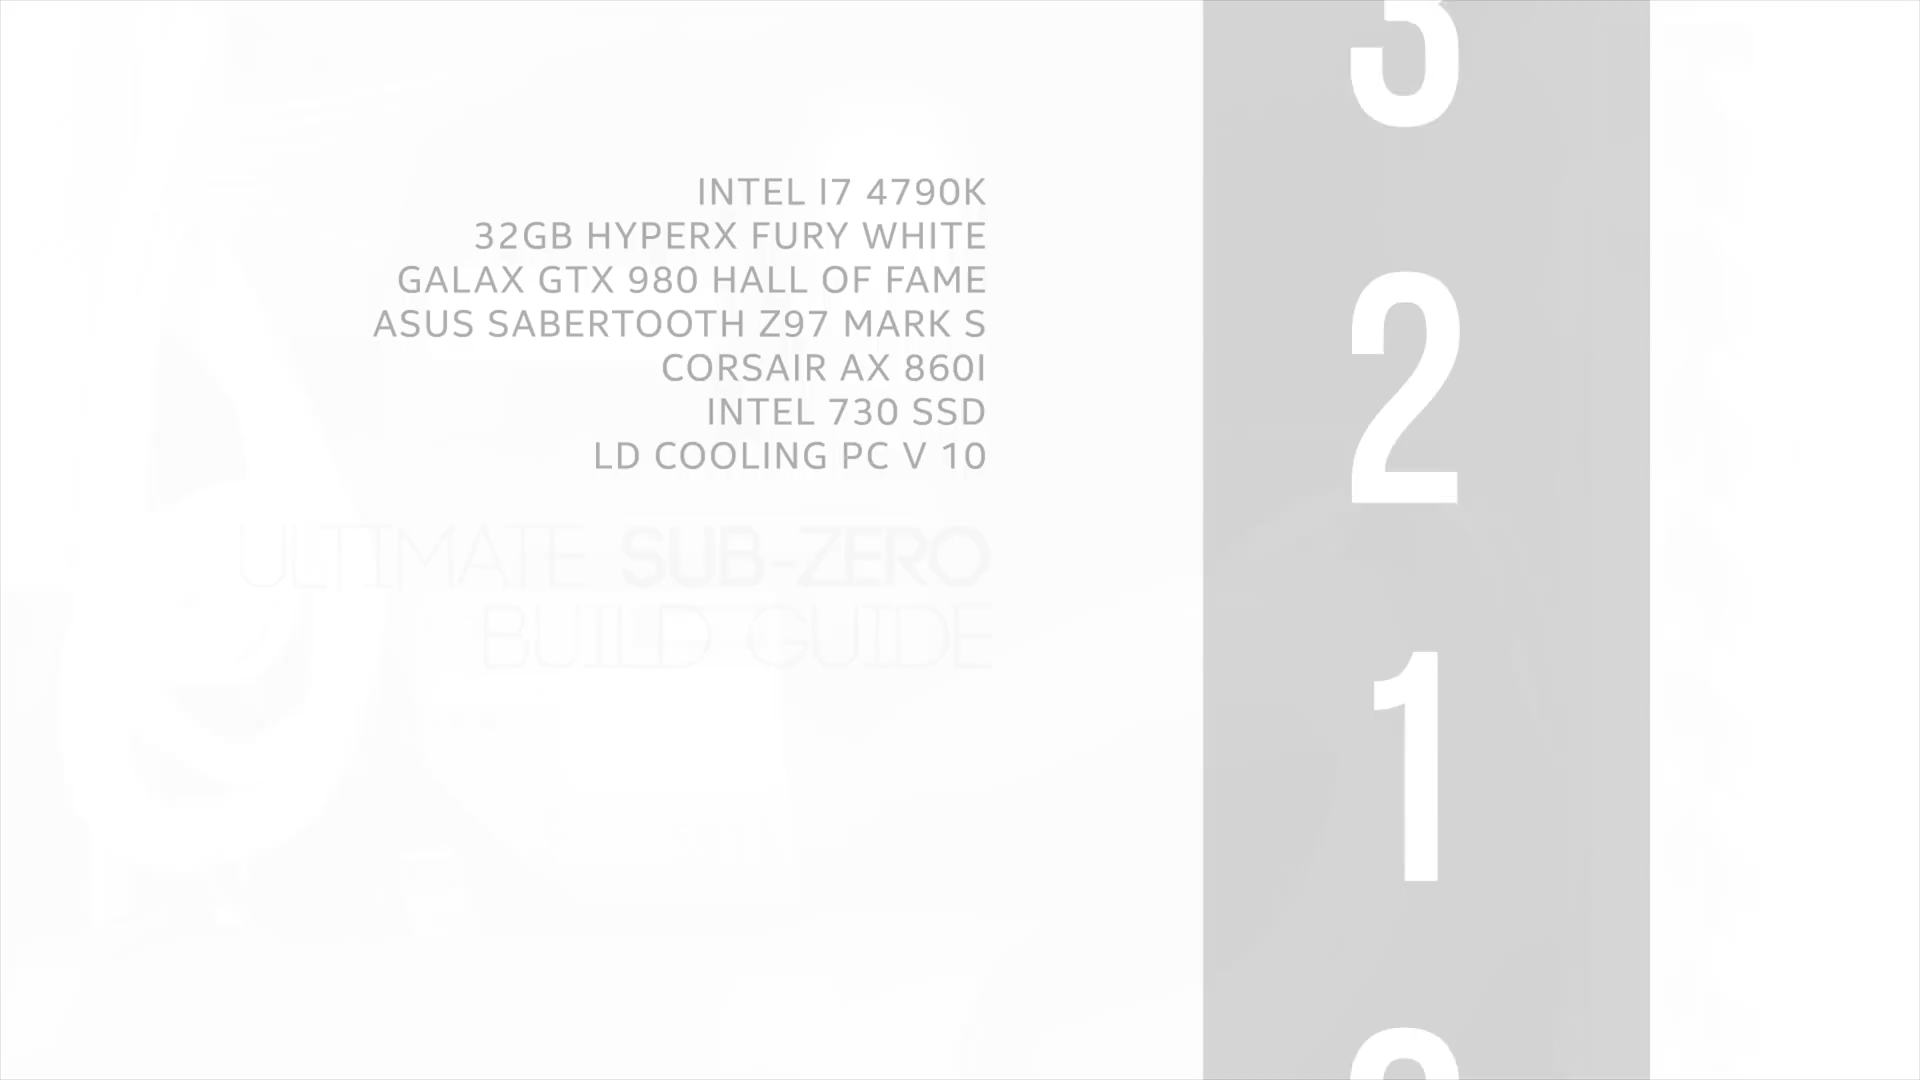 INTEL I7 4790K
32GB HYPERX FURY WHITE
GALAX GTX 980 HALL OF FAME
ASUS SABERTOOTH Z97 MARK S
CORSAIR AX 860I
INTEL 730 SSD
LD COOLING PC V 10
ULTIMATE SUB-ZERO
BUILD GUIDE
3
2
1